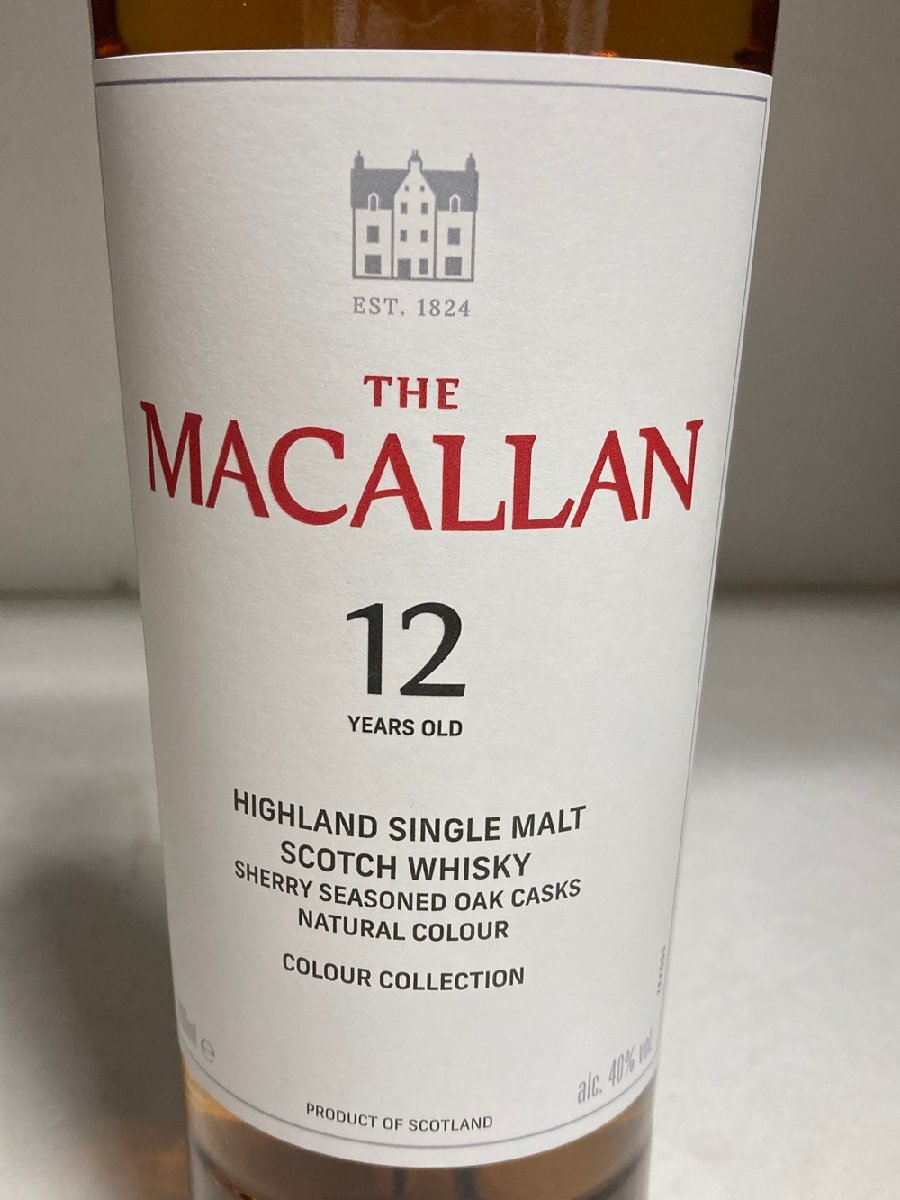 EST. 1824
THE
MACALLAN
12
YEARS OLD
HIGHLAND SINGLE MALT
SCOTCH WHISKY
SHERRY SEASONED OAK CASKS
NATURAL COLOUR
COLOUR COLLECTION
alc. 40% vol.
PRODUCT OF SCOTLAND